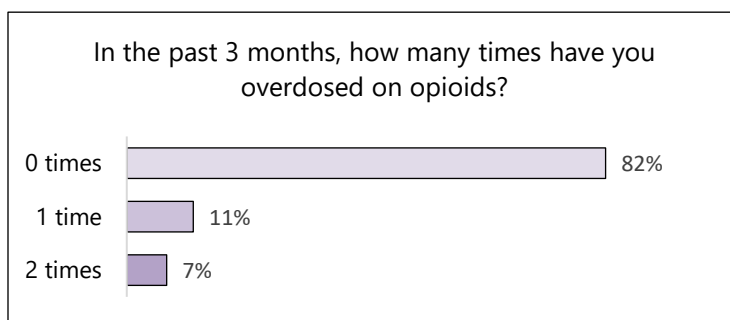 In the past 3 months, how many times have you
overdosed on opioids?
0 times 82%
1 time 11%
2 times 7%